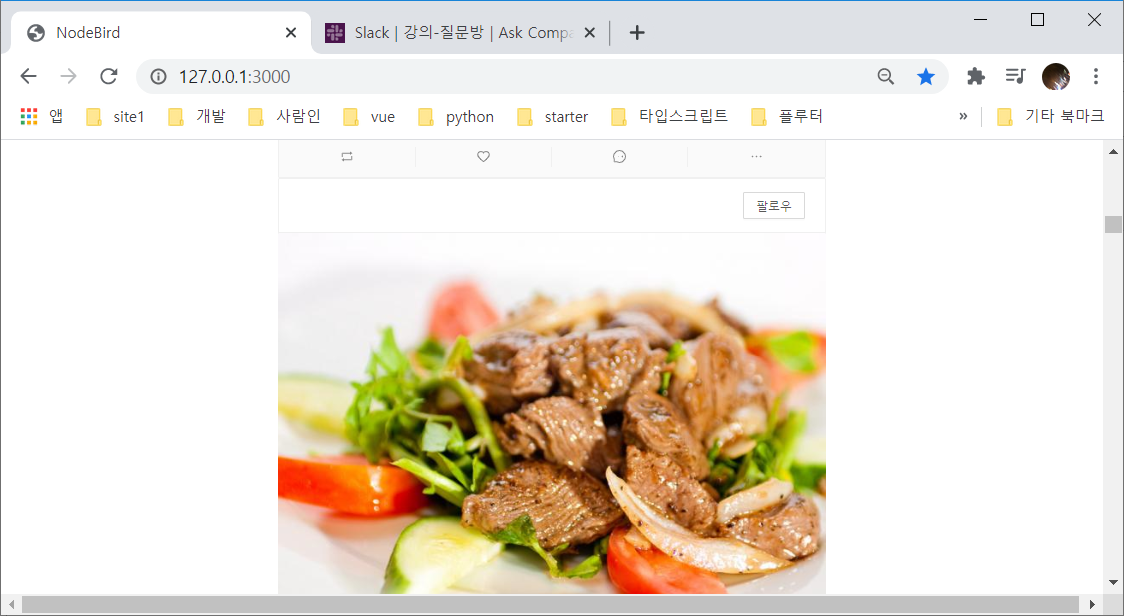 NodeBird
Slack | 강의-질문방 | Ask Compa
127.0.0.1:3000
앱 site1 개발 사람인 vue python starter 타입스크립트 플루터 » 기타 북마크
팔로우